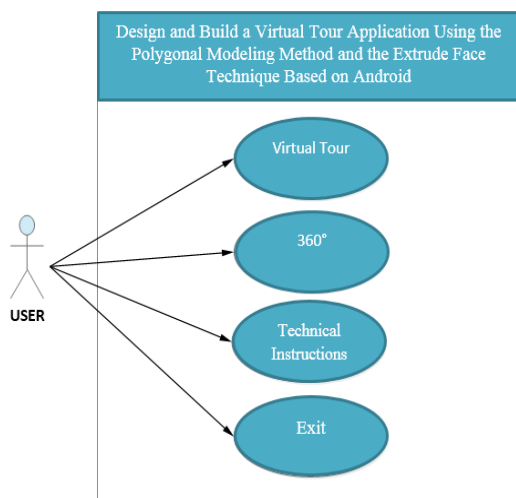 Design and Build a Virtual Tour Application Using the
Polygonal Modeling Method and the Extrude Face
Technique Based on Android
Virtual Tour
360°
USER
Technical
Instructions
Exit